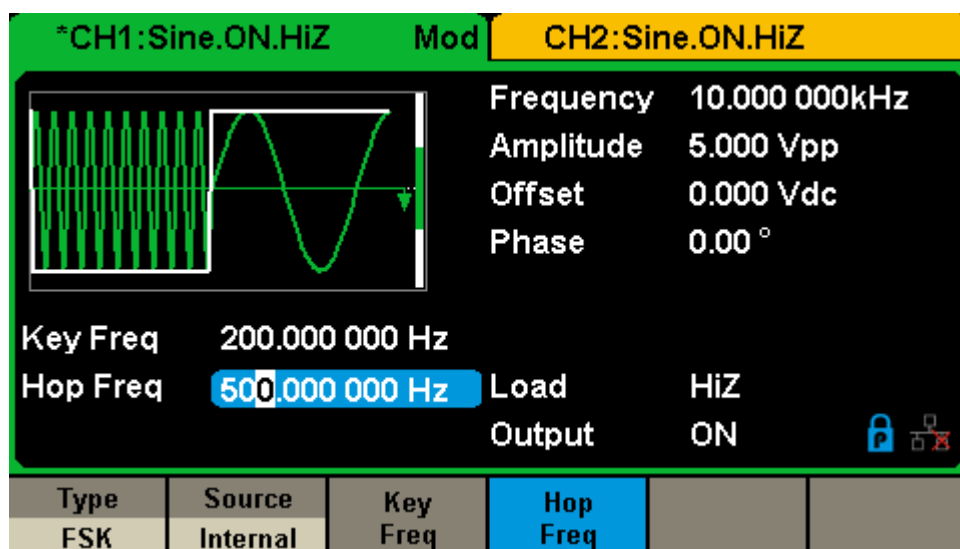 *CH1:Sine.ON.HiZ Mod CH2:Sine.ON.HiZ
Frequency 10.000 000kHz
Amplitude 5.000 Vpp
Offset 0.000 Vdc
Phase 0.00 °
Key Freq 200.000 000 Hz
Hop Freq 500.000 000 Hz Load HiZ
Output ON P
Type Source Key Hop
FSK Internal Freq Freq